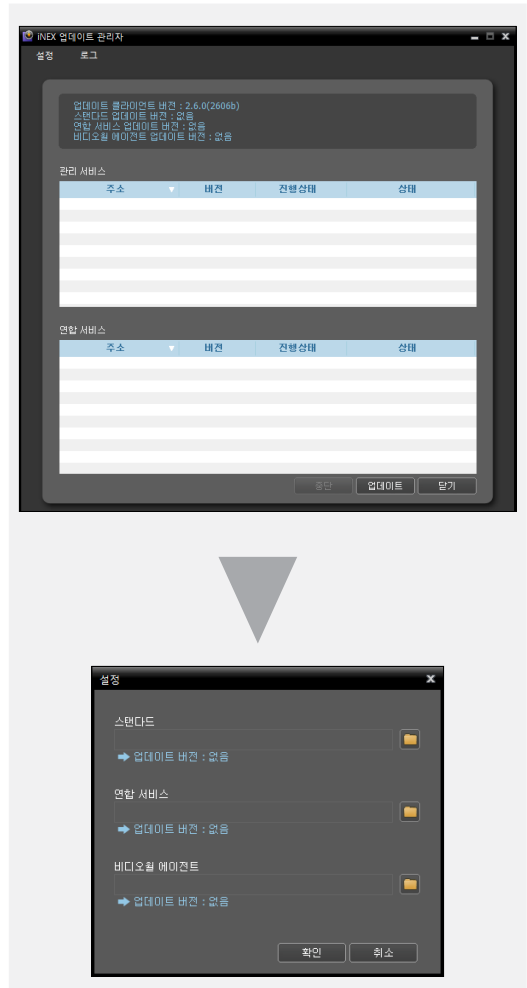 iNEX 업데이트 관리자
설정 로그
업데이트 클라이언트 버전 : 2.6.0(2606b)
스탠다드 업데이트 버전 : 없음
연합 서비스 업데이트 버전 : 없음
비디오월 에이전트 업데이트 버전 : 없음
관리 서비스
주소 버전 진행상태 상태
연합 서비스
주소 버전 진행상태 상태
중단 업데이트 닫기
설정
스탠다드
업데이트 버전 : 없음
연합 서비스
업데이트 버전 : 없음
비디오월 에이전트
업데이트 버전 : 없음
확인 취소